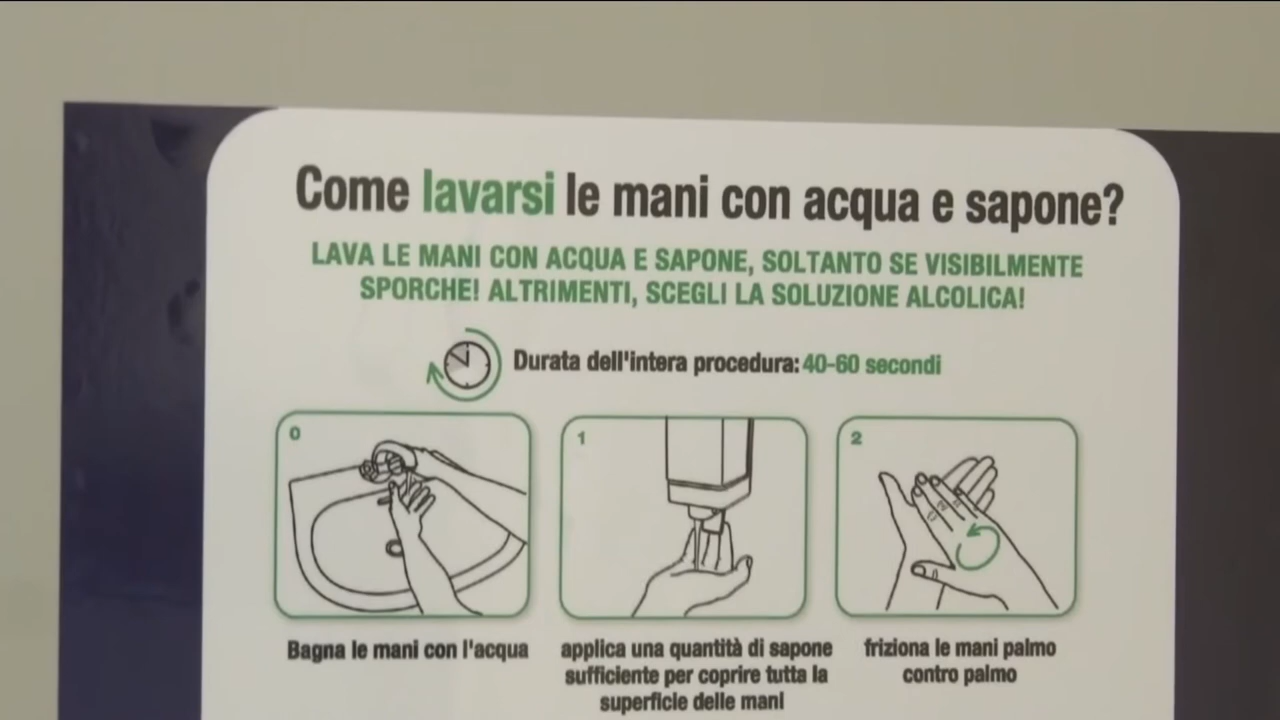 Come lavarsi le mani con acqua e sapone?
LAVA LE MANI CON ACQUA E SAPONE, SOLTANTO SE VISIBILMENTE
SPORCHE! ALTRIMENTI, SCEGLI LA SOLUZIONE ALCOLICA!
Durata dell'intera procedura: 40-60 secondi
0
1
2
Bagna le mani con l'acqua
applica una quantità di sapone
sufficiente per coprire tutta la
superficie delle mani
friziona le mani palmo
contro palmo